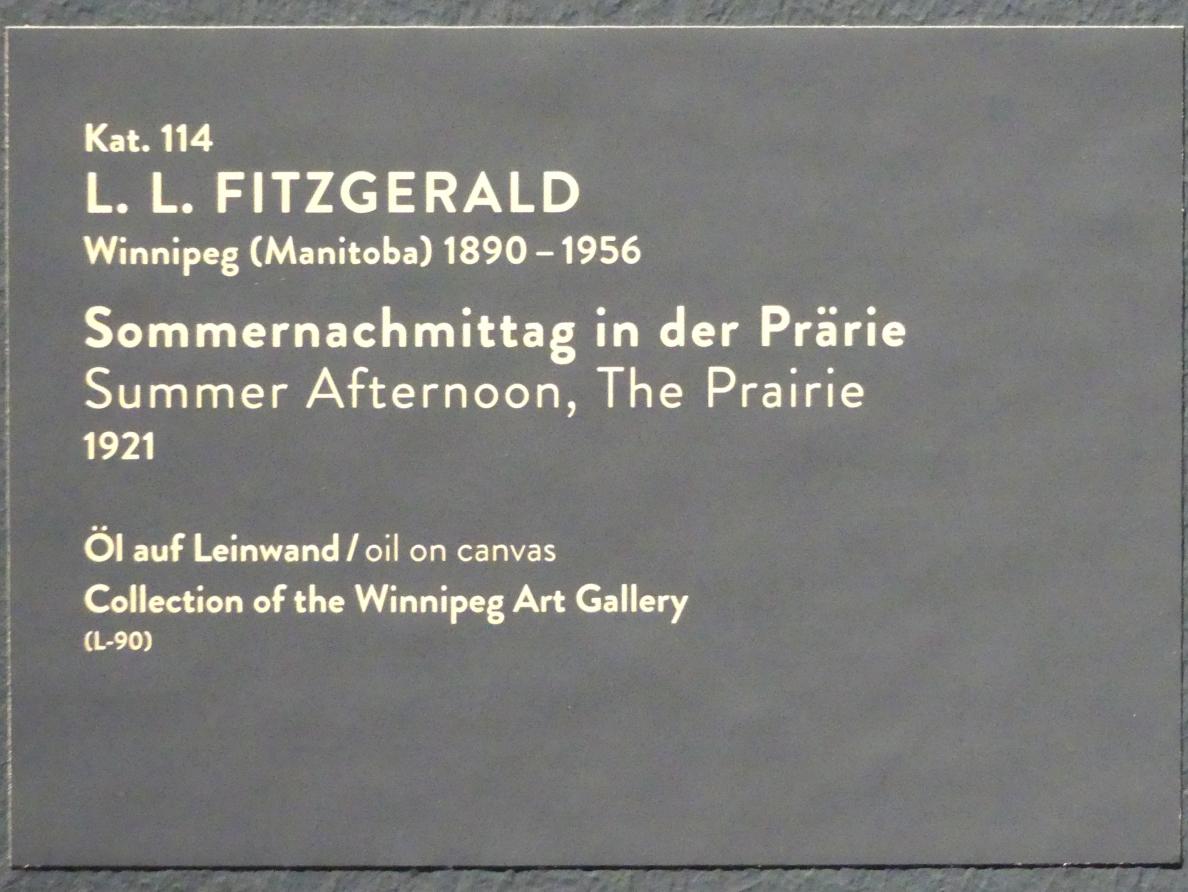 Kat. 114
L. L. FITZGERALD
Winnipeg (Manitoba) 1890 – 1956
Sommernachmittag in der Prärie
Summer Afternoon, The Prairie
1921
Öl auf Leinwand / oil on canvas
Collection of the Winnipeg Art Gallery
(L-90)